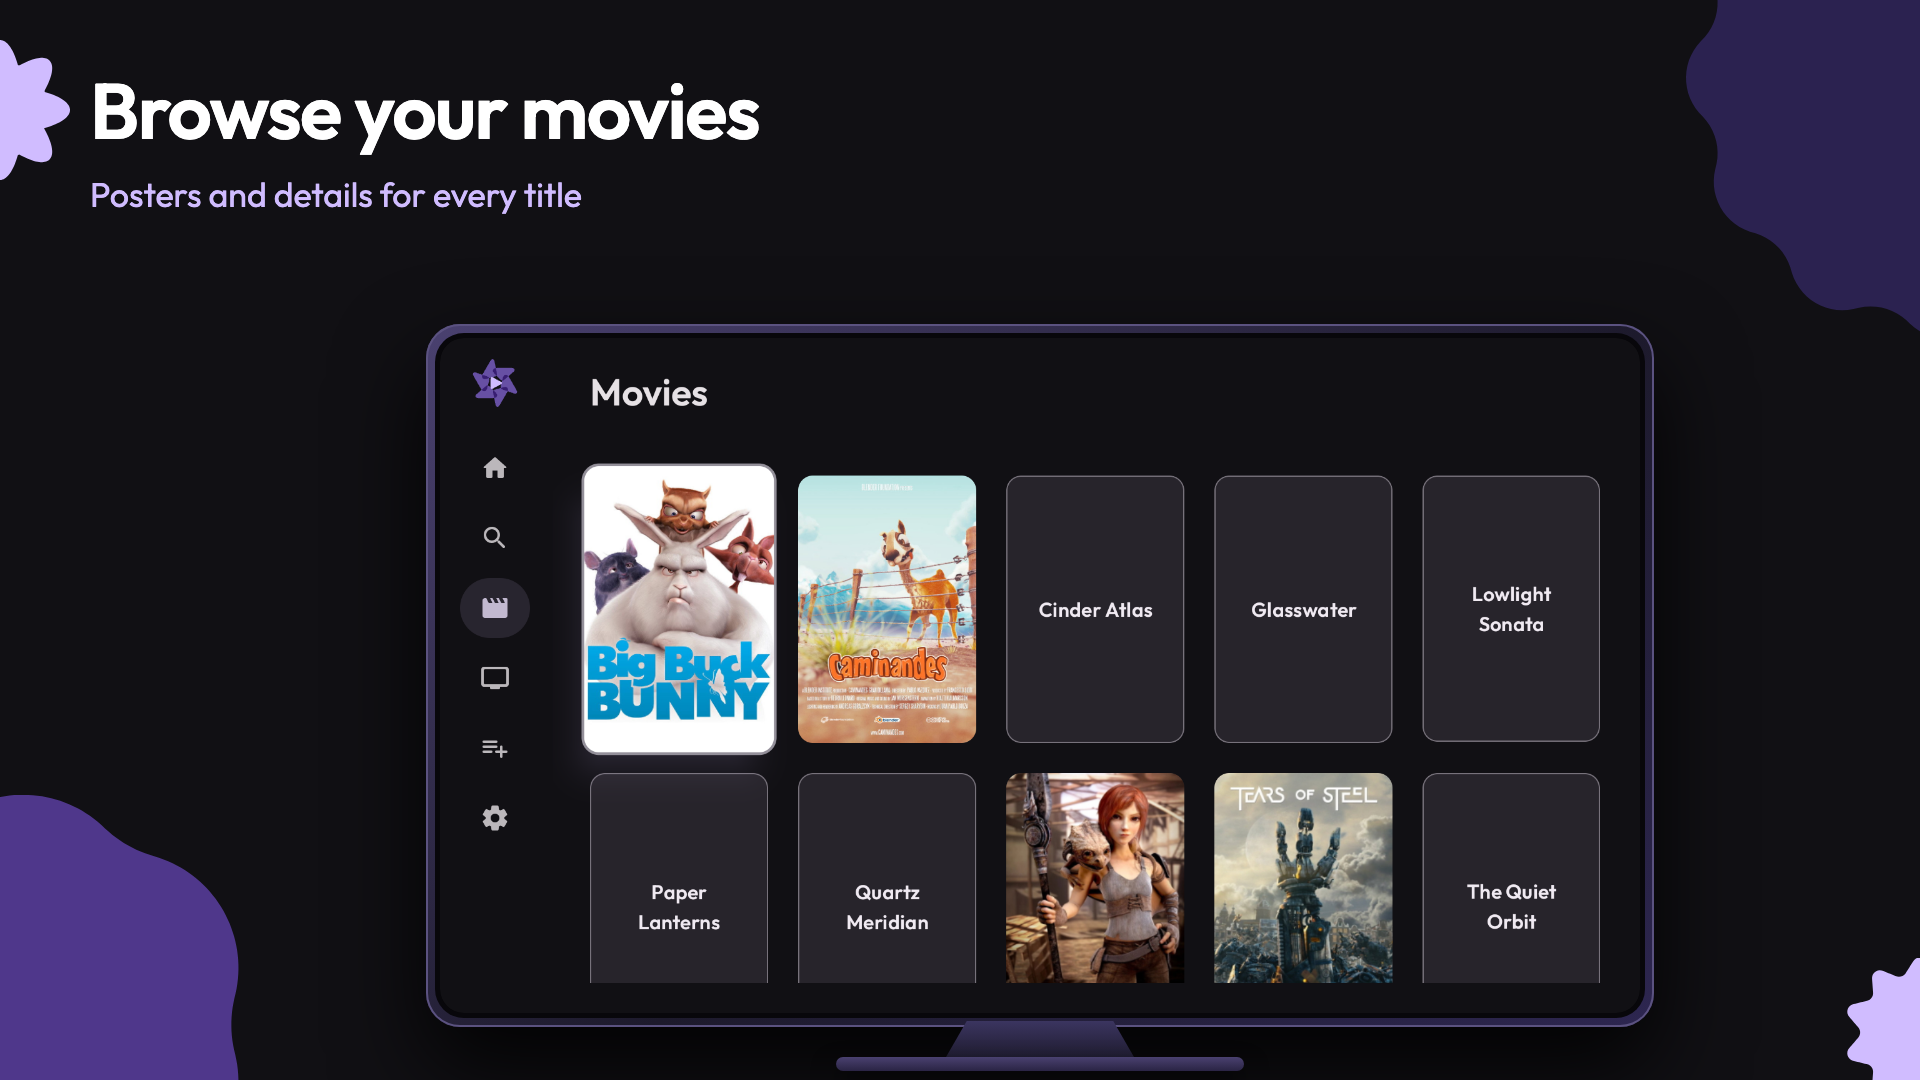 Browse your movies
Posters and details for every title
Movies
Big Buck
BUNNY
Caminandes
Cinder Atlas
Glasswater
Lowlight
Sonata
Paper
Lanterns
Quartz
Meridian
TEARS OF STEEL
The Quiet
Orbit